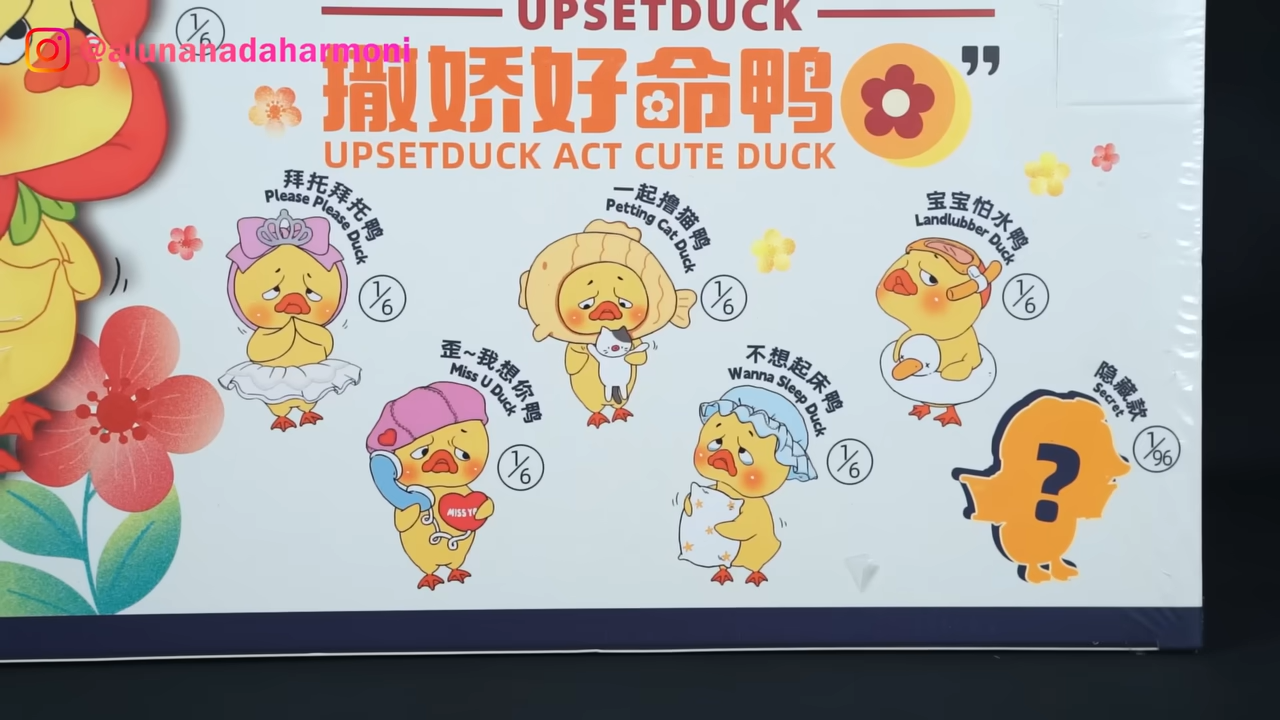 UPSETDUCK
@alunanadaharmoni
1/6
撒娇好命鸭
”
UPSETDUCK ACT CUTE DUCK
拜托拜托鸭
Please Please Duck
1/6
一起撸猫鸭
Petting Cat Duck
1/6
宝宝怕水鸭
Landlubber Duck
1/6
歪~我想你鸭
Miss U Duck
1/6
MISS
不想起床鸭
Wanna Sleep Duck
1/6
隐藏款
Secret
1/96
?